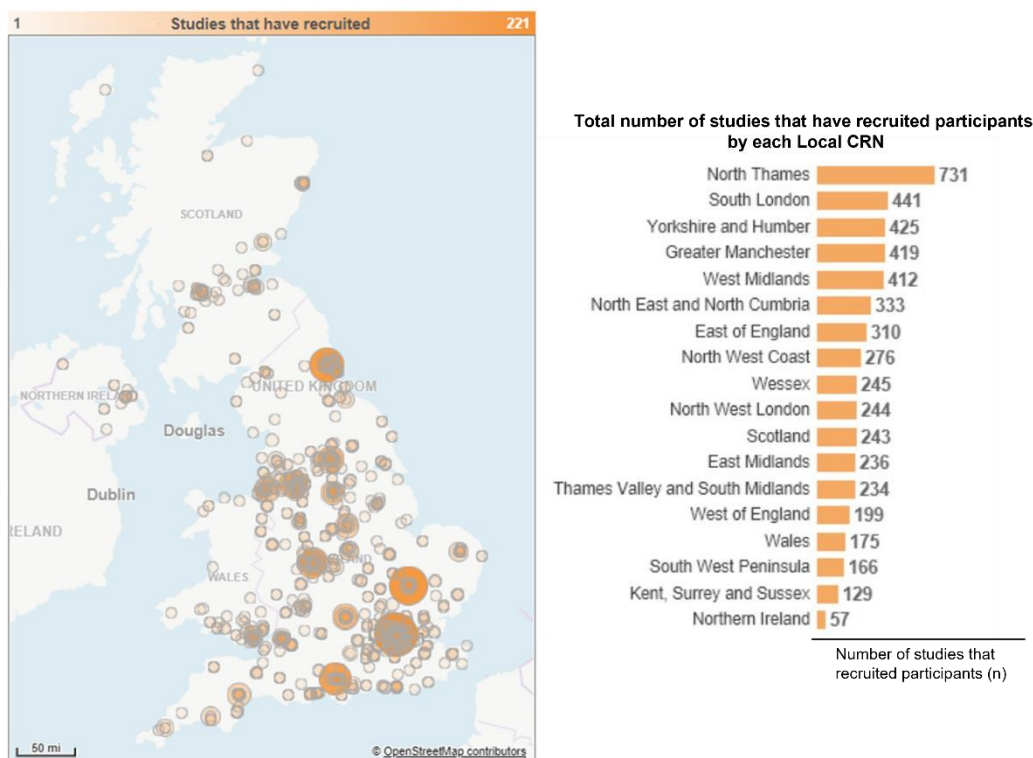 1 Studies that have recruited 221
SCOTLAND
NORTHERN IREL
UNITED KINGDOM
Douglas
Dublin
RELAND
WALES
50 mi
© OpenStreetMap contributors
Total number of studies that have recruited participants
by each Local CRN
North Thames 731
South London 441
Yorkshire and Humber 425
Greater Manchester 419
West Midlands 412
North East and North Cumbria 333
East of England 310
North West Coast 276
Wessex 245
North West London 244
Scotland 243
East Midlands 236
Thames Valley and South Midlands 234
West of England 199
Wales 175
South West Peninsula 166
Kent, Surrey and Sussex 129
Northern Ireland 57
Number of studies that
recruited participants (n)